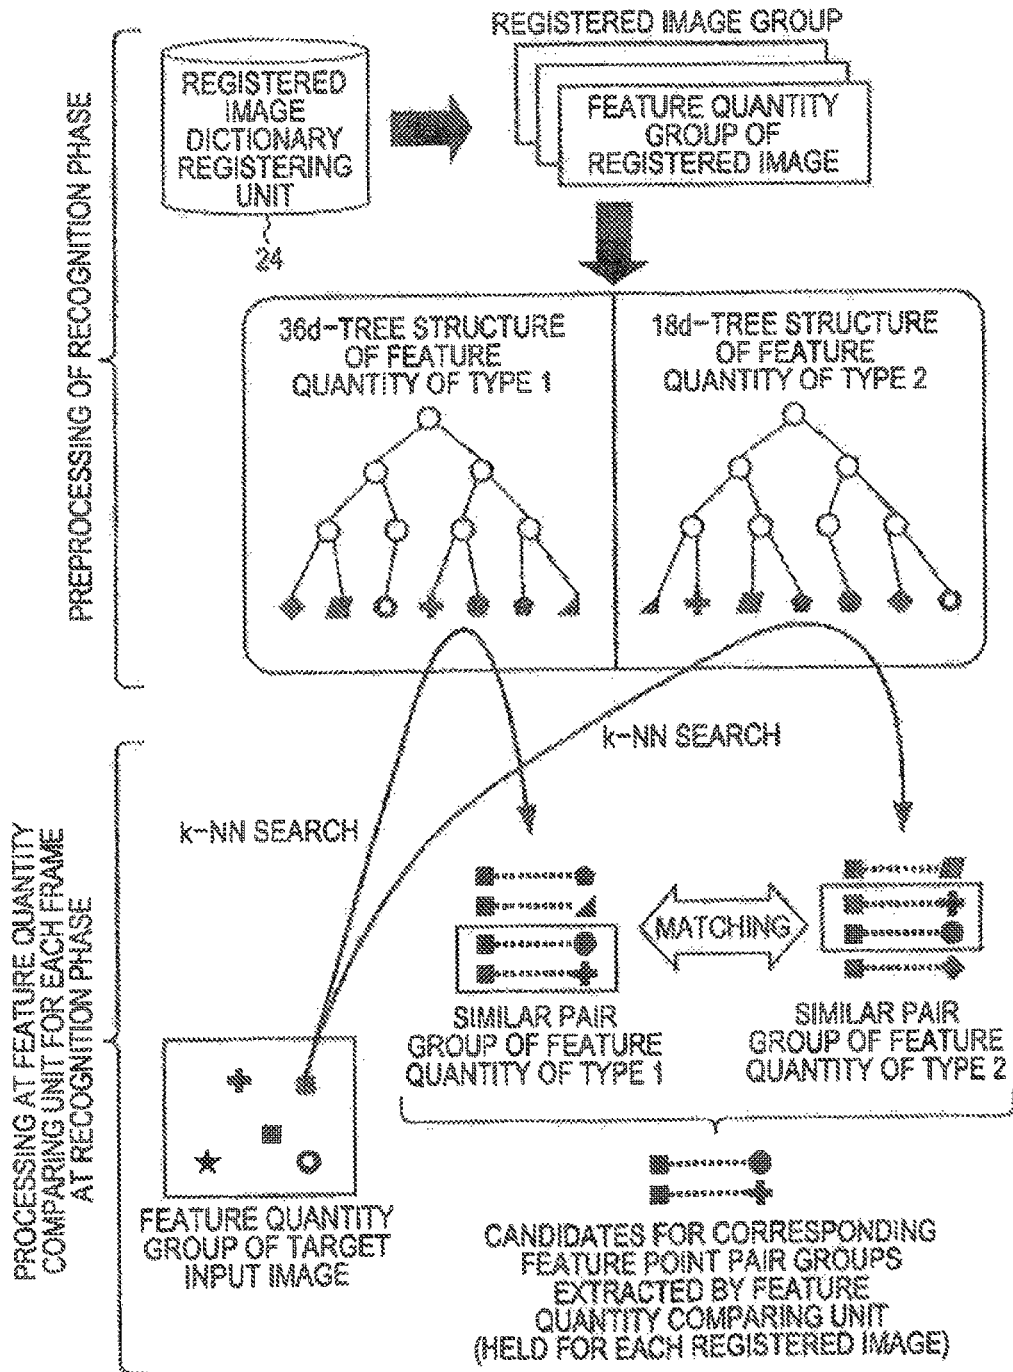 PREPROCESSING OF RECOGNITION PHASE
REGISTERED
IMAGE
DICTIONARY
REGISTERING
UNIT
24
REGISTERED IMAGE GROUP
FEATURE QUANTITY
GROUP OF
REGISTERED IMAGE
36d-TREE STRUCTURE
OF FEATURE
QUANTITY OF TYPE 1
18d-TREE STRUCTURE
OF FEATURE
QUANTITY OF TYPE 2
PROCESSING AT FEATURE QUANTITY
COMPARING UNIT FOR EACH FRAME
AT RECOGNITION PHASE
k-NN SEARCH
k-NN SEARCH
MATCHING
SIMILAR PAIR
GROUP OF FEATURE
QUANTITY OF TYPE 1
SIMILAR PAIR
GROUP OF FEATURE
QUANTITY OF TYPE 2
FEATURE QUANTITY
GROUP OF TARGET
INPUT IMAGE
CANDIDATES FOR CORRESPONDING
FEATURE POINT PAIR GROUPS
EXTRACTED BY FEATURE
QUANTITY COMPARING UNIT
(HELD FOR EACH REGISTERED IMAGE)